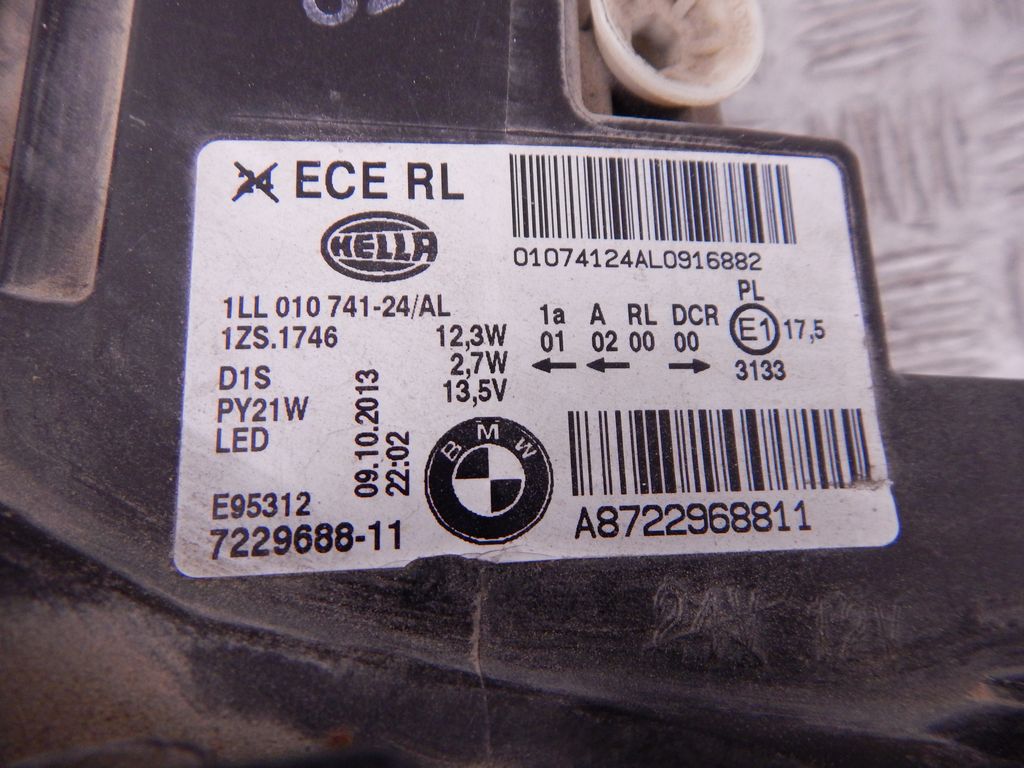 24 ECE RL
HELLA
01074124AL0916882
1LL 010 741-24/AL
1ZS.1746
12,3W
2,7W
13,5V
D1S
PY21W
LED
09.10.2013
22:02
1a A RL DCR
01 02 00 00
← ← →
PL
E1 17,5
3133
BMW
E95312
7229688-11
A8722968811